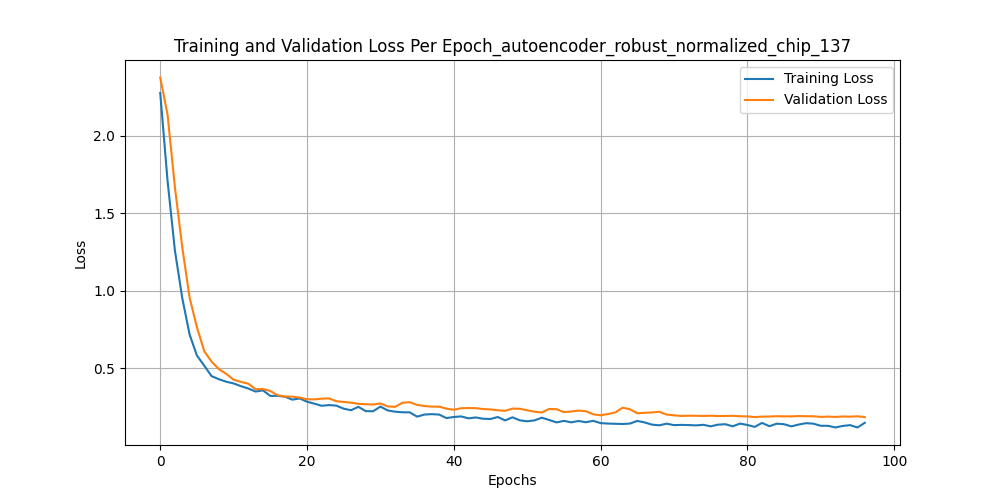 Training and Validation Loss Per Epoch_autoencoder_robust_normalized_chip_137
Training Loss
Validation Loss
2.0
1.5
1.0
0.5
Loss
0 20 40 60 80 100
Epochs